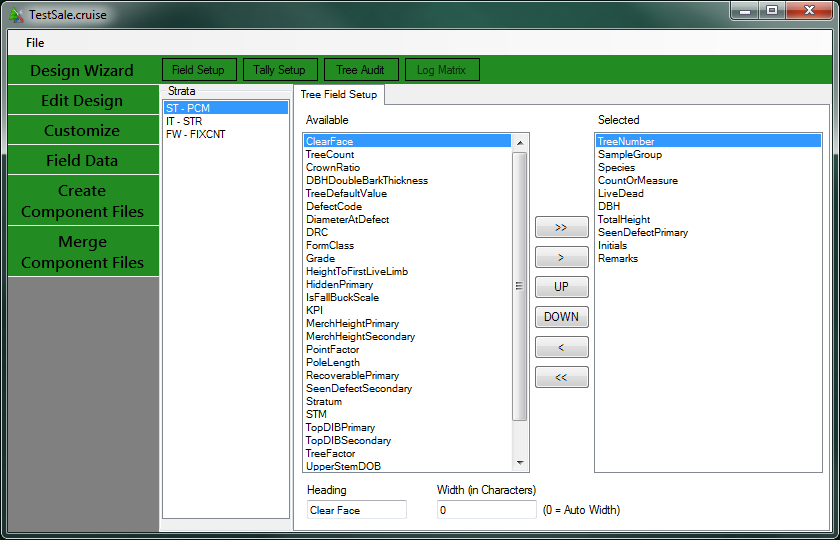 TestSale.cruise
File
Design Wizard
Edit Design
Customize
Field Data
Create
Component Files
Merge
Component Files
Field Setup
Tally Setup
Tree Audit
Log Matrix
Strata
ST - PCM
IT - STR
FW - FIXCNT
Tree Field Setup
Available
ClearFace
TreeCount
CrownRatio
DBHDoubleBarkThickness
TreeDefaultValue
DefectCode
DiameterAtDefect
DRC
FormClass
Grade
HeightToFirstLiveLimb
HiddenPrimary
IsFallBuckScale
KPI
MerchHeightPrimary
MerchHeightSecondary
PointFactor
PoleLength
RecoverablePrimary
SeenDefectSecondary
Stratum
STM
TopDIBPrimary
TopDIBSecondary
TreeFactor
UpperStemDOB
>>
>
UP
DOWN
<
<<
Selected
TreeNumber
SampleGroup
Species
CountOrMeasure
LiveDead
DBH
TotalHeight
SeenDefectPrimary
Initials
Remarks
Heading
Clear Face
Width (in Characters)
0
(0 = Auto Width)